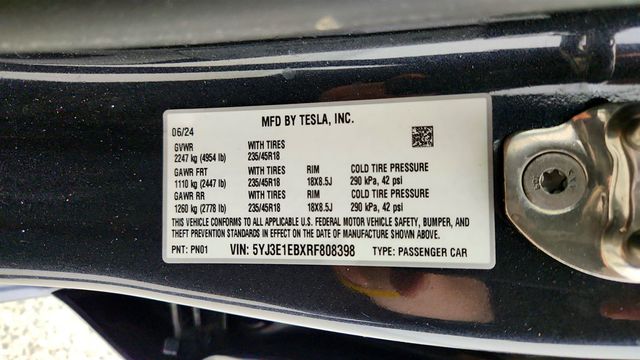 MFD BY TESLA, INC.
06/24
GVWR WITH TIRES
2247 kg (4954 lb) 235/45R18
GAWR FRT WITH TIRES RIM COLD TIRE PRESSURE
1110 kg (2447 lb) 235/45R18 18X8.5J 290 kPa, 42 psi
GAWR RR WITH TIRES RIM COLD TIRE PRESSURE
1260 kg (2778 lb) 235/45R18 18X8.5J 290 kPa, 42 psi
THIS VEHICLE CONFORMS TO ALL APPLICABLE U.S. FEDERAL MOTOR VEHICLE SAFETY, BUMPER, AND
THEFT PREVENTION STANDARDS IN EFFECT ON THE DATE OF MANUFACTURE SHOWN ABOVE.
PNT: PN01 VIN: 5YJ3E1EBXRF808398 TYPE: PASSENGER CAR